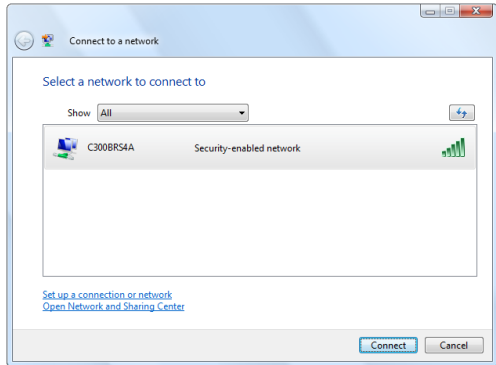 Connect to a network
Select a network to connect to
Show All
C300BRS4A Security-enabled network
Set up a connection or network
Open Network and Sharing Center
Connect Cancel